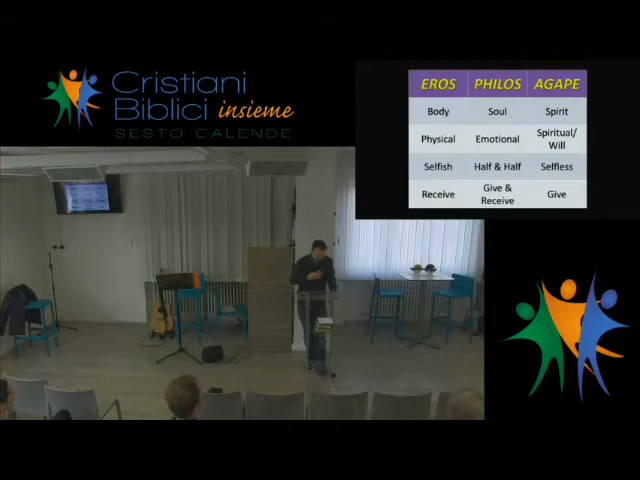 Cristiani
Biblici insieme
SESTO CALENDE
EROS PHILOS AGAPE
Body Soul Spirit
Physical Emotional Spiritual/
Will
Selfish Half & Half Selfless
Receive Give &
Receive Give